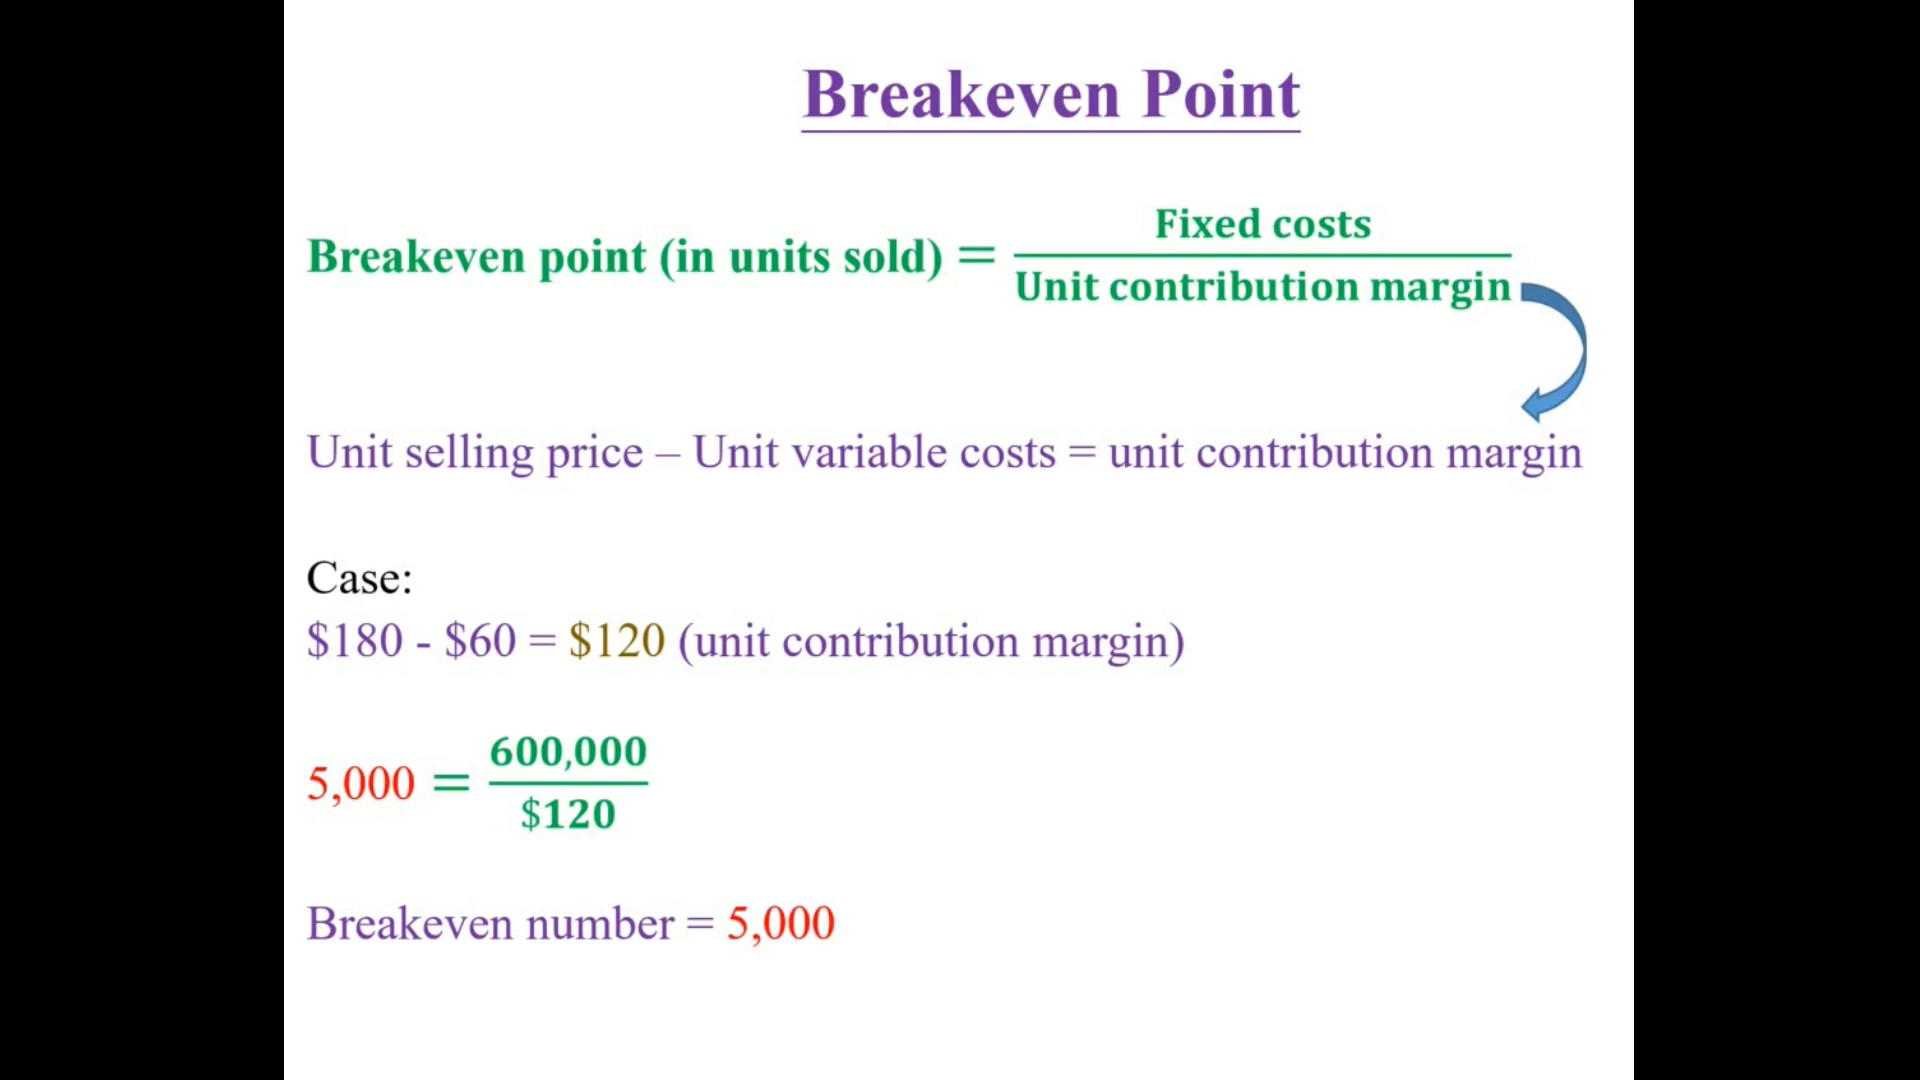 Breakeven Point
Breakeven point (in units sold) = Fixed costs / Unit contribution margin
Unit selling price – Unit variable costs = unit contribution margin
Case:
$180 - $60 = $120 (unit contribution margin)
5,000 = 600,000 / $120
Breakeven number = 5,000